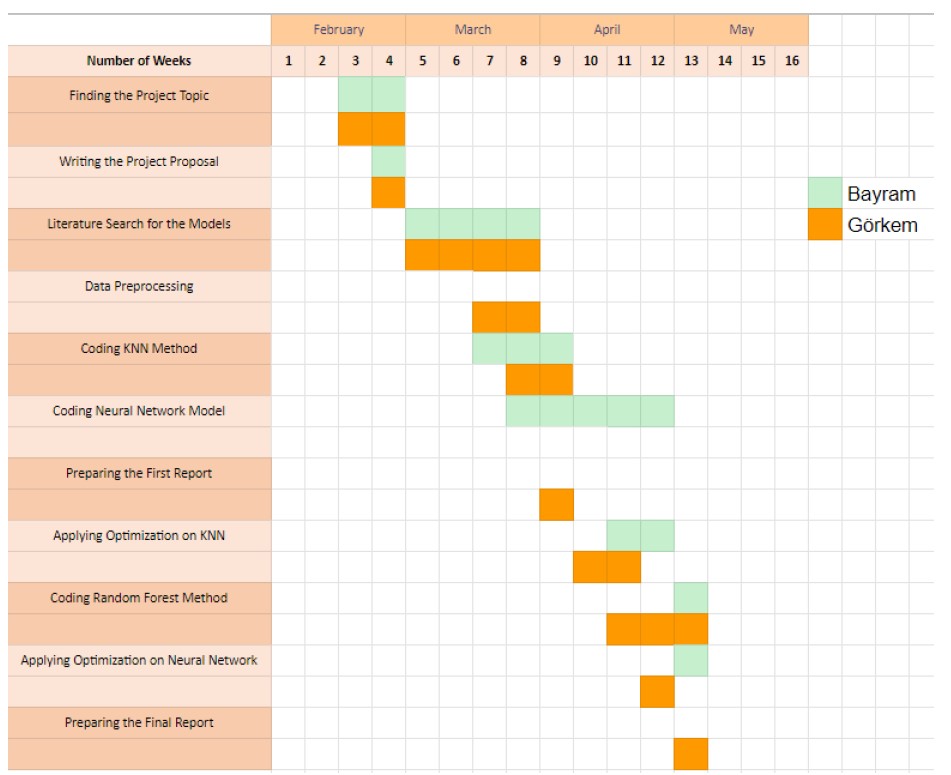 February March April May
Number of Weeks 1 2 3 4 5 6 7 8 9 10 11 12 13 14 15 16
Finding the Project Topic
Writing the Project Proposal
Bayram
Literature Search for the Models
Görkem
Data Preprocessing
Coding KNN Method
Coding Neural Network Model
Preparing the First Report
Applying Optimization on KNN
Coding Random Forest Method
Applying Optimization on Neural Network
Preparing the Final Report